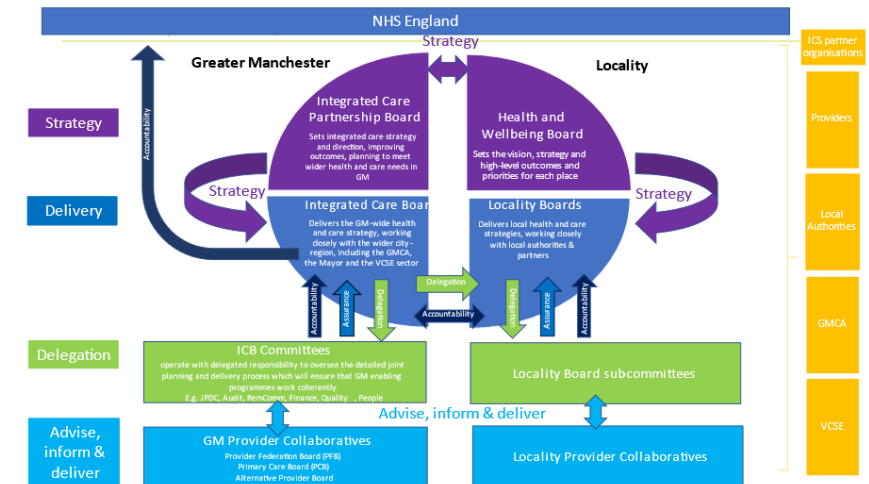 NHS England
Strategy
ICS partner
organisations
Greater Manchester
Locality
Integrated Care
Partnership Board
Sets integrated care strategy
and direction, improving
outcomes, planning to meet
wider health and care needs in
GM
Health and
Wellbeing Board
Sets the vision, strategy and
high-level outcomes and
priorities for each place
Strategy
Accountability
Providers
Strategy
Strategy
Delivery
Integrated Care Boar
Delivers the GM-wide health
and care strategy, working
closely with the wider city-
region, including the GMCA,
the Mayor and the VCSE sector
Locality Boards
Delivers local health and care
strategies, working closely
with local authorities &
partners
Local
Authorities
Accountability
Assurance
Delegation
Delegation
Accountability
Delegation
Assurance
Accountability
GMCA
Delegation
ICB Committees
operate with delegated responsibility to oversee the detailed joint
planning and delivery process which will ensure that GM enabling
programmes work coherently
E.g. JPDC, Audit, RemComm, Finance, Quality , People
Locality Board subcommittees
Advise, inform & deliver
VCSE
Advise,
inform &
deliver
GM Provider Collaboratives
Provider Federation Board (PFB)
Primary Care Board (PCB)
Alternative Provider Board
Locality Provider Collaboratives